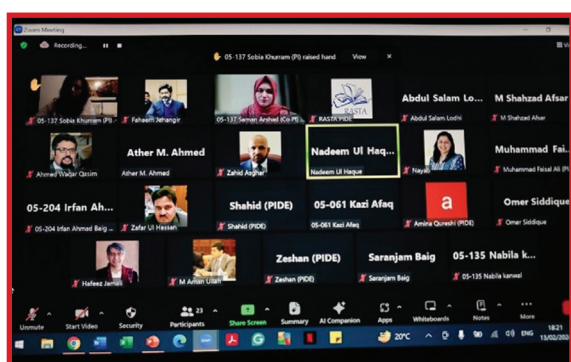 Zoom Meeting
Recording...
05-137 Sobia Khurram (PI) raised hand View
05-137 Sobia Khurram (PI)...
Faheem Jehangir
05-137 Saman Arshad (Co PI)
RASTA
RASTA PIDE
Abdul Salam Lo...
Abdul Salam Lodhi
M Shahzad Afsar
M Shahzad Afsar
Ahmed Waqar Qasim
Ather M. Ahmed
Ather M. Ahmed
Zahid Asghar
Nadeem Ul Haq...
Nadeem Ul Haque
Nayab
Muhammad Fai...
Muhammad Faisal Ali (PI
05-204 Irfan Ah...
05-204 Irfan Ahmed Baig ...
Zafar Ul Hassan
Shahid (PIDE)
Shahid (PIDE)
05-061 Kazi Afaq
05-061 Kazi Afaq
a
Amina Qureshi (PIDE)
Omer Siddique
Omer Siddique
Hafeez Jamali
M Aman Ullah
Zeshan (PIDE)
Zeshan (PIDE)
Saranjam Baig
Saranjam Baig
05-135 Nabila k...
05-135 Nabila kanwal
Unmute
Start Video
Security
23
Participants
Share Screen
Summary
AI Companion
Apps
Whiteboards
Notes
More
20°C
ENG
1821
13/02/202